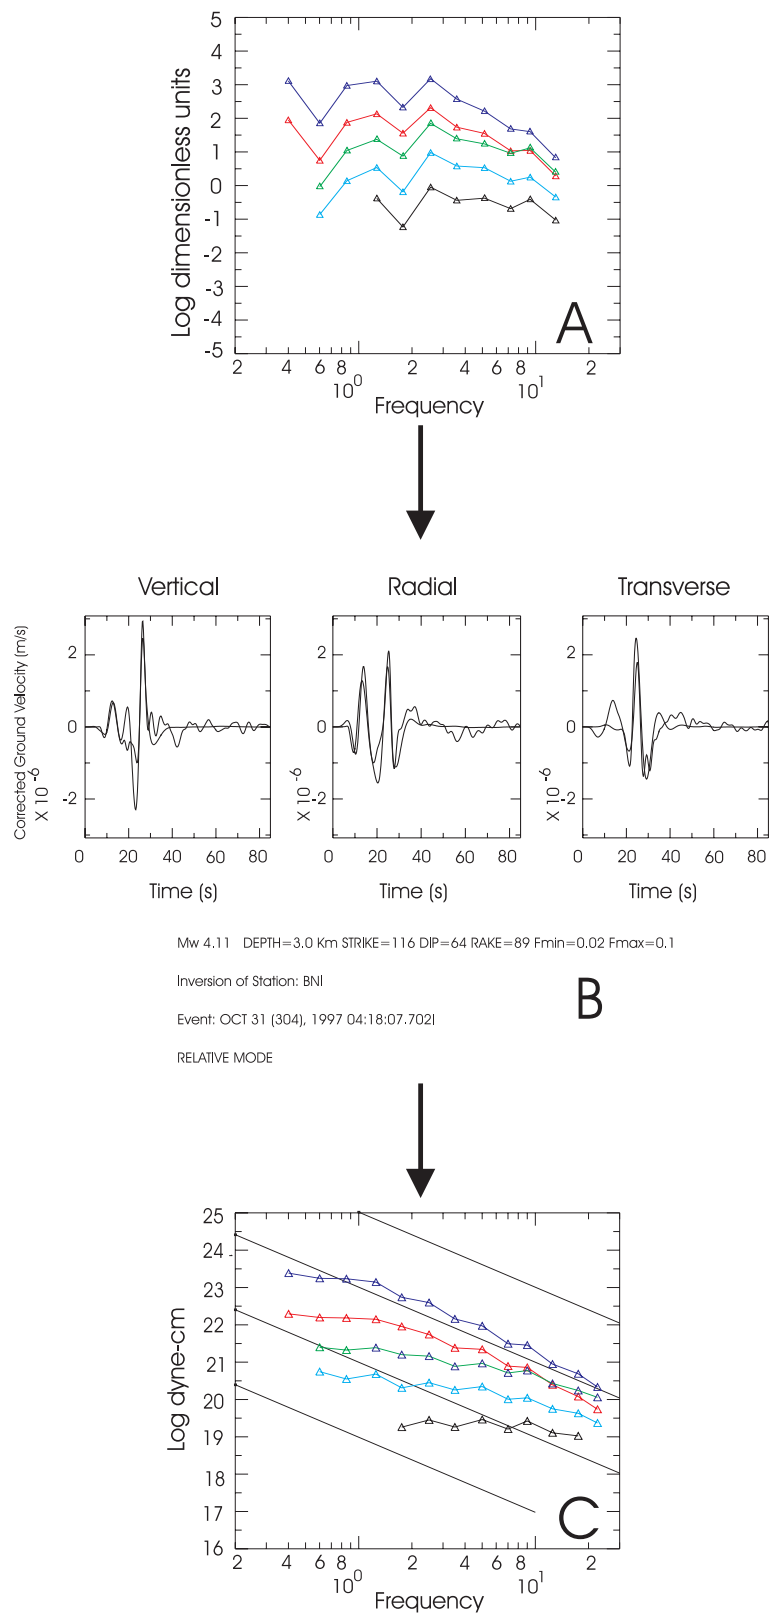 5
4
3
2
1
0
-1
-2
-3
-4
-5
Log dimensionless units
A
2 4 6 8 2 4 6 8 2
10^0 10^1
Frequency
Vertical Radial Transverse
Corrected Ground Velocity (m/s)
X 10 -6
2
0
-2
0 20 40 60 80
Time (s)
X 10 -6
2
0
-2
0 20 40 60 80
Time (s)
X 10 -6
2
0
-2
0 20 40 60 80
Time (s)
Mw 4.11 DEPTH=3.0 Km STRIKE=116 DIP=64 RAKE=89 Fmin=0.02 Fmax=0.1
Inversion of Station: BNI
Event: OCT 31 (304), 1997 04:18:07.702I
RELATIVE MODE
B
25
24
23
22
21
20
19
18
17
16
Log dyne-cm
C
2 4 6 8 2 4 6 8 2
10^0 10^1
Frequency